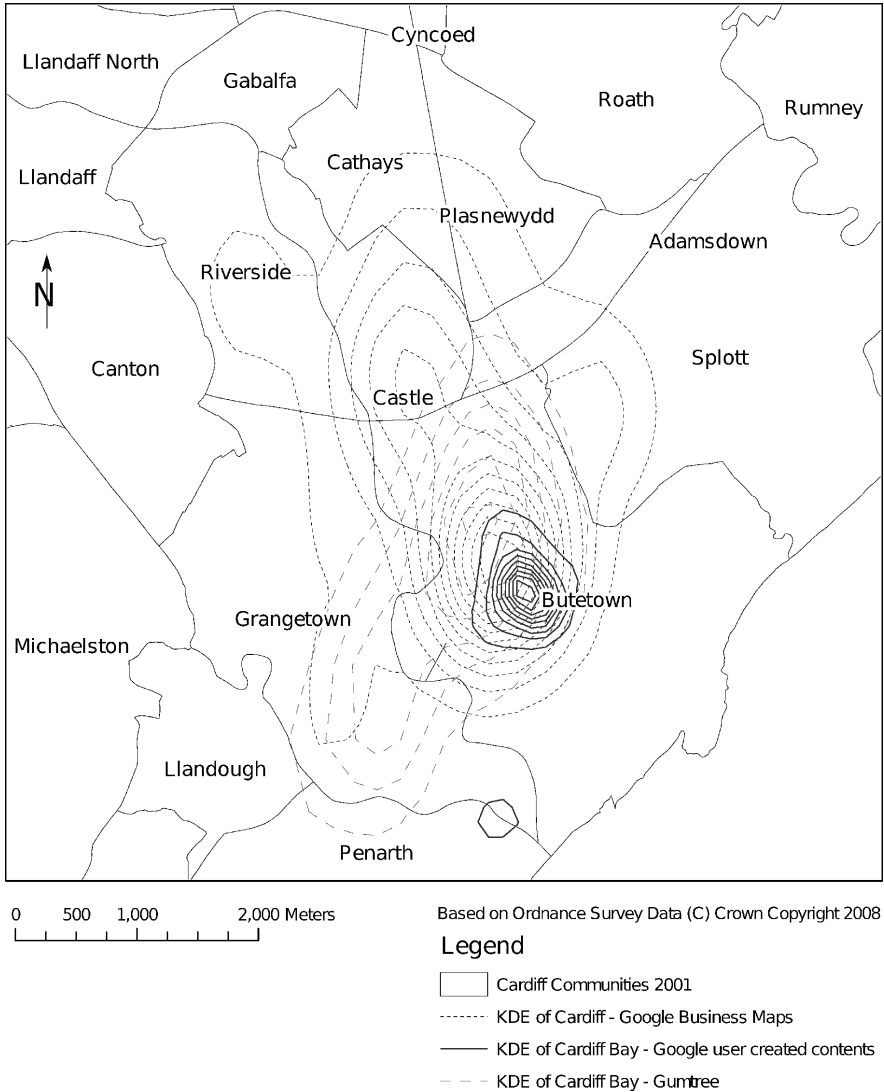 Cyncoed
Llandaff North
Gabalfa
Roath
Rumney
Cathays
Llandaff
Plasnewydd
Adamsdown
Riverside
N
Splott
Canton
Castle
Butetown
Grangetown
Michaelston
Llandough
Penarth
0 500 1,000 2,000 Meters
Based on Ordnance Survey Data (C) Crown Copyright 2008
Legend
Cardiff Communities 2001
KDE of Cardiff - Google Business Maps
KDE of Cardiff Bay - Google user created contents
KDE of Cardiff Bay - Gumtree